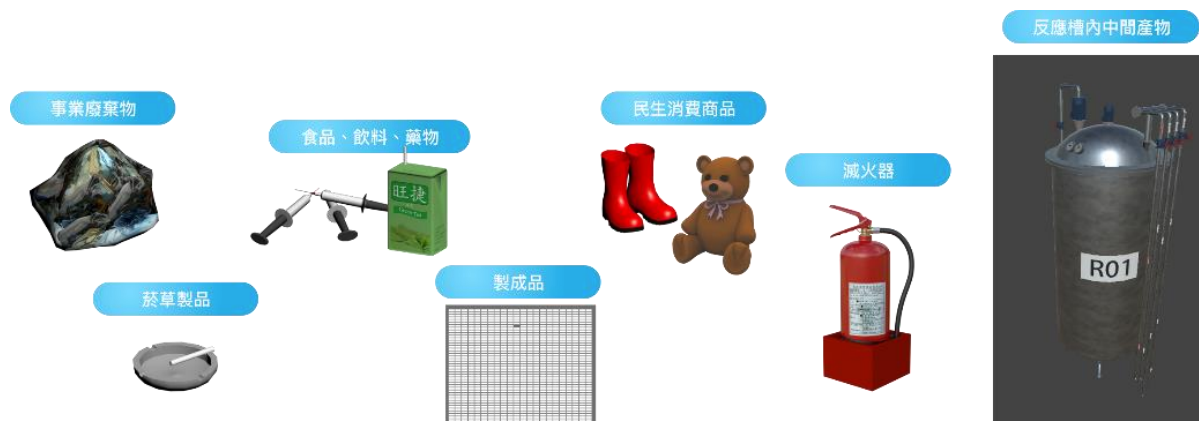 反應槽內中間產物
事業廢棄物
食品、飲料、藥物
民生消費商品
滅火器
旺捷
R01
菸草製品
製成品